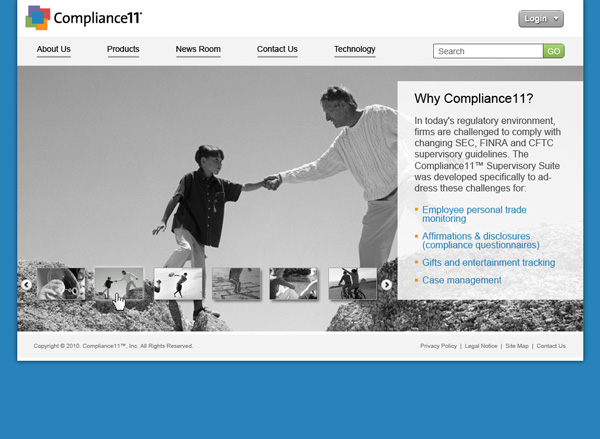 Compliance11™
Login
About Us
Products
News Room
Contact Us
Technology
Search
GO
Why Compliance11?
In today's regulatory environment,
firms are challenged to comply with
changing SEC, FINRA and CFTC
supervisory guidelines. The
Compliance11™ Supervisory Suite
was developed specifically to ad-
dress these challenges for:
Employee personal trade
monitoring
Affirmations & disclosures
(compliance questionnaires)
Gifts and entertainment tracking
Case management
Copyright © 2010. Compliance11™, Inc. All Rights Reserved.
Privacy Policy | Legal Notice | Site Map | Contact Us